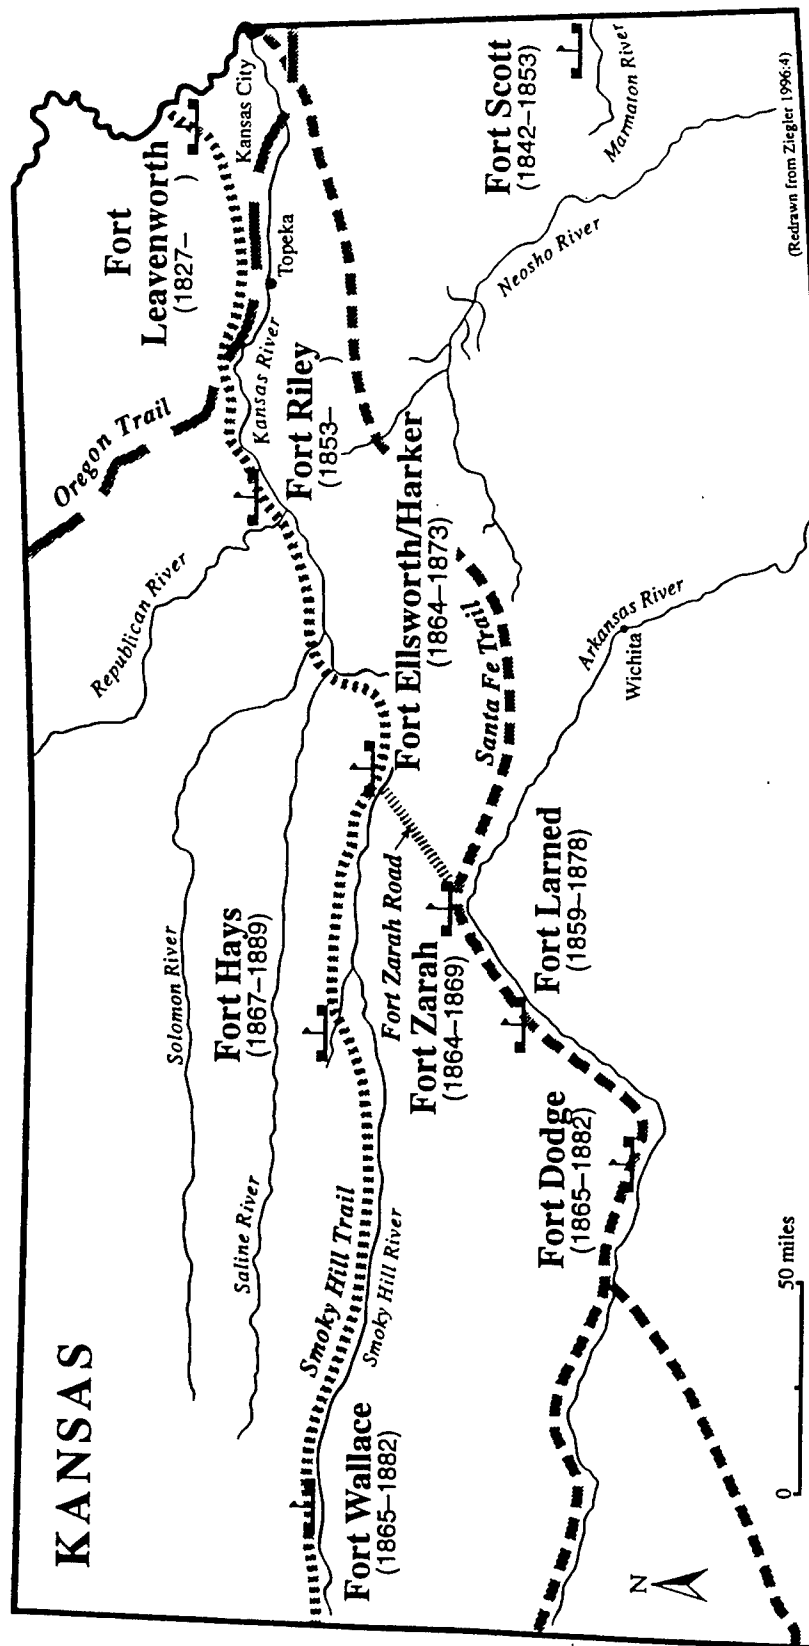 KANSAS
Oregon Trail
Fort
Leavenworth
(1827–    )
Kansas City
Topeka
Kansas River
Republican River
Fort Riley
(1853–    )
Solomon River
Fort Hays
(1867–1889)
Saline River
Fort Ellsworth/Harker
(1864–1873)
Smoky Hill Trail
Smoky Hill River
Fort Wallace
(1865–1882)
Fort Zarah Road
Fort Zarah
(1864–1869)
Santa Fe Trail
Fort Scott
(1842–1853)
Marmaton River
Neosho River
Fort Larned
(1859–1878)
Fort Dodge
(1865–1882)
Arkansas River
Wichita
N
0
50 miles
(Redrawn from Ziegler 1996:4)